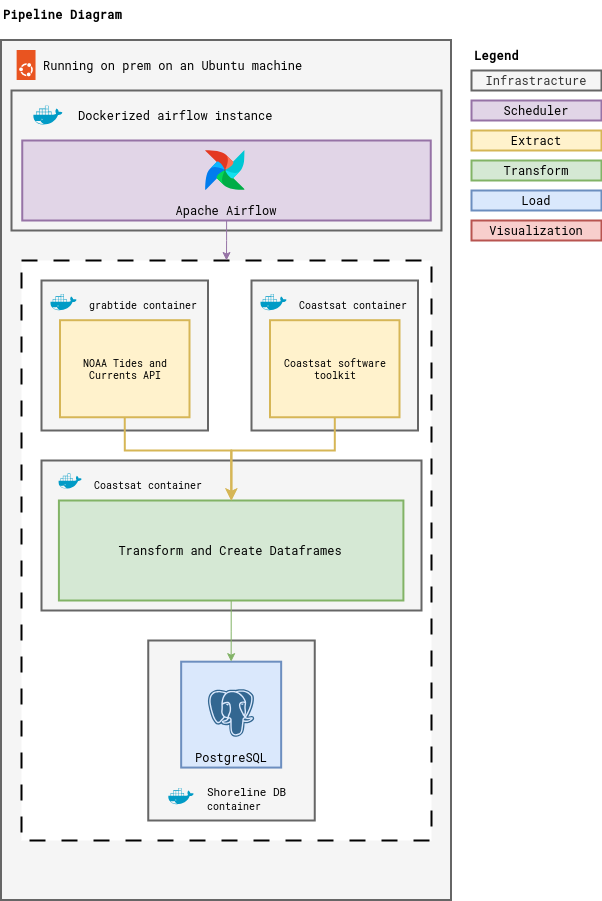 Pipeline Diagram
Running on prem on an Ubuntu machine
Dockerized airflow instance
Apache Airflow
grabtide container
NOAA Tides and
Currents API
Coastsat container
Coastsat software
toolkit
Coastsat container
Transform and Create Dataframes
PostgreSQL
Shoreline DB
container
Legend
Infrastracture
Scheduler
Extract
Transform
Load
Visualization